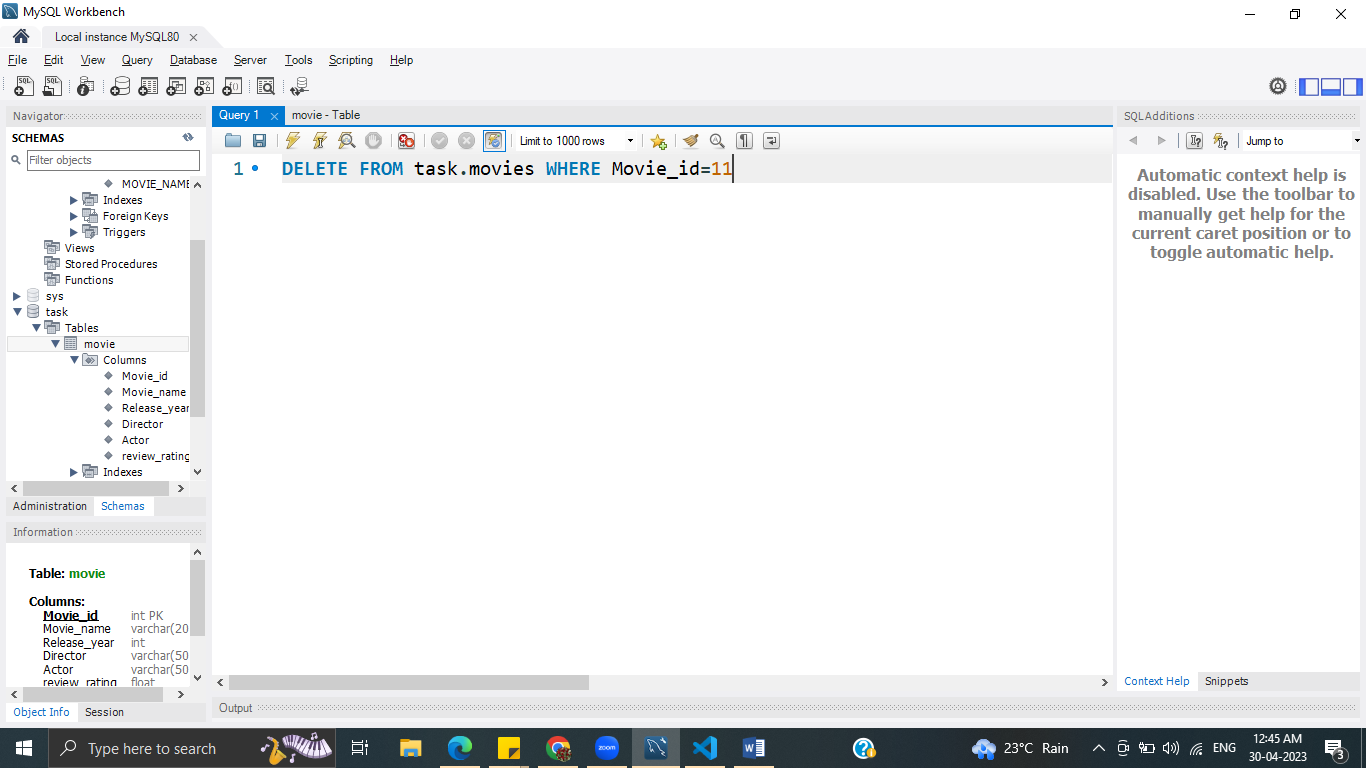 MySQL Workbench
Local instance MySQL80
File Edit View Query Database Server Tools Scripting Help
Navigator
SCHEMAS
Filter objects
MOVIE_NAME
Indexes
Foreign Keys
Triggers
Views
Stored Procedures
Functions
sys
task
Tables
movie
Columns
Movie_id
Movie_name
Release_year
Director
Actor
review_rating
Indexes
Administration Schemas
Information
Table: movie
Columns:
Movie_id int PK
Movie_name varchar(20
Release_year int
Director varchar(50
Actor varchar(50
review_rating float
Object Info Session
Query 1 movie - Table
Limit to 1000 rows
1 DELETE FROM task.movies WHERE Movie_id=11
Output
SQLAdditions
Jump to
Automatic context help is
disabled. Use the toolbar to
manually get help for the
current caret position or to
toggle automatic help.
Context Help Snippets
Type here to search
zoom
23°C Rain
ENG
12:45 AM
30-04-2023
3